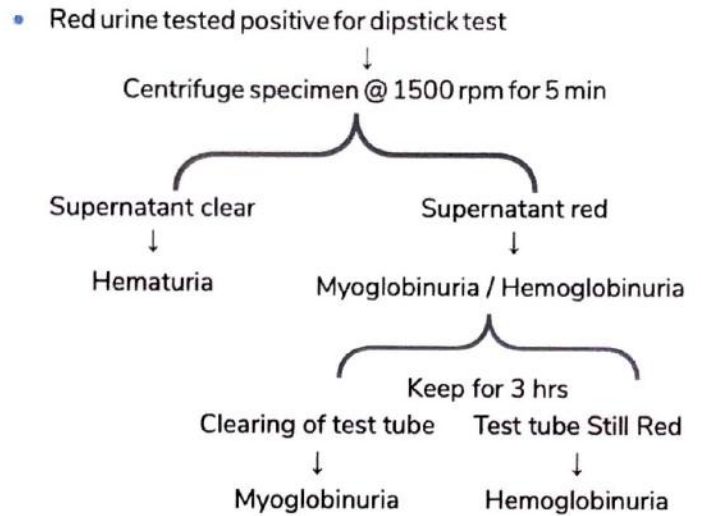 • Red urine tested positive for dipstick test
↓
Centrifuge specimen @ 1500 rpm for 5 min
Supernatant clear Supernatant red
↓ ↓
Hematuria Myoglobinuria / Hemoglobinuria
Keep for 3 hrs
Clearing of test tube Test tube Still Red
↓ ↓
Myoglobinuria Hemoglobinuria